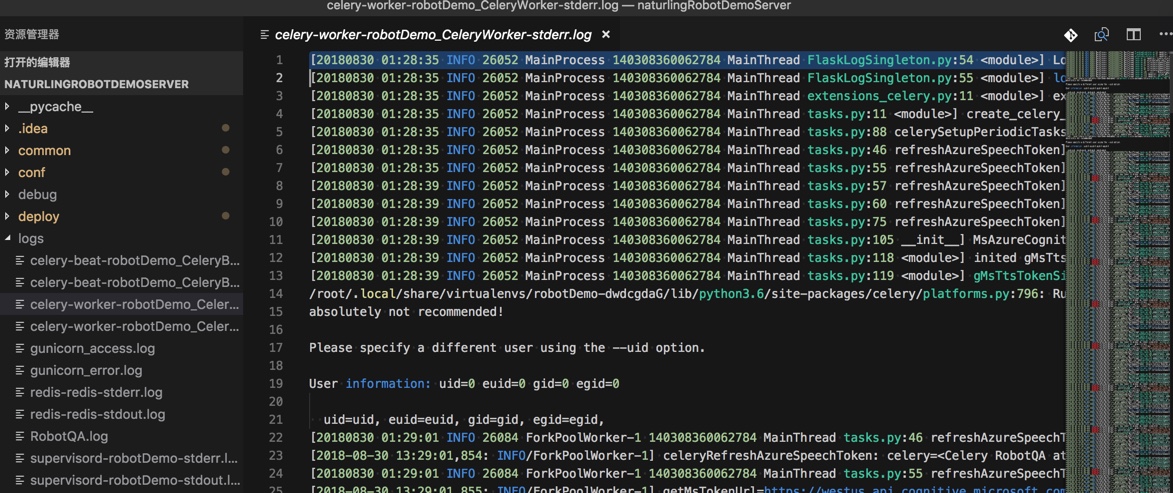 celery-worker-robotDemo_CeleryWorker-stderr.log — naturlingRobotDemoServer
资源管理器
打开的编辑器
NATURLINGROBOTDEMOSERVER
__pycache__
.idea
common
conf
debug
deploy
logs
celery-beat-robotDemo_CeleryB...
celery-beat-robotDemo_CeleryB...
celery-worker-robotDemo_Celer...
celery-worker-robotDemo_Celer...
gunicorn_access.log
gunicorn_error.log
redis-redis-stderr.log
redis-redis-stdout.log
RobotQA.log
supervisord-robotDemo-stderr.l...
supervisord-robotDemo-stdout.l...
celery-worker-robotDemo_CeleryWorker-stderr.log ×
1 [20180830 01:28:35 INFO 26052 MainProcess 140308360062784 MainThread FlaskLogSingleton.py:54 <module>] Lo
2 [20180830 01:28:35 INFO 26052 MainProcess 140308360062784 MainThread FlaskLogSingleton.py:55 <module>] lo
3 [20180830 01:28:35 INFO 26052 MainProcess 140308360062784 MainThread extensions_celery.py:11 <module>] ex
4 [20180830 01:28:35 INFO 26052 MainProcess 140308360062784 MainThread tasks.py:11 <module>] create_celery_
5 [20180830 01:28:35 INFO 26052 MainProcess 140308360062784 MainThread tasks.py:88 celerySetupPeriodicTasks
6 [20180830 01:28:35 INFO 26052 MainProcess 140308360062784 MainThread tasks.py:46 refreshAzureSpeechToken]
7 [20180830 01:28:35 INFO 26052 MainProcess 140308360062784 MainThread tasks.py:55 refreshAzureSpeechToken]
8 [20180830 01:28:39 INFO 26052 MainProcess 140308360062784 MainThread tasks.py:57 refreshAzureSpeechToken]
9 [20180830 01:28:39 INFO 26052 MainProcess 140308360062784 MainThread tasks.py:60 refreshAzureSpeechToken]
10 [20180830 01:28:39 INFO 26052 MainProcess 140308360062784 MainThread tasks.py:75 refreshAzureSpeechToken]
11 [20180830 01:28:39 INFO 26052 MainProcess 140308360062784 MainThread tasks.py:105 __init__] MsAzureCognit
12 [20180830 01:28:39 INFO 26052 MainProcess 140308360062784 MainThread tasks.py:118 <module>] inited gMsTts
13 [20180830 01:28:39 INFO 26052 MainProcess 140308360062784 MainThread tasks.py:119 <module>] gMsTtsTokenSi
14 /root/.local/share/virtualenvs/robotDemo-dwdcgdaG/lib/python3.6/site-packages/celery/platforms.py:796: Ru
15 absolutely not recommended!
16
17 Please specify a different user using the --uid option.
18
19 User information: uid=0 euid=0 gid=0 egid=0
20
21 uid=uid, euid=euid, gid=gid, egid=egid,
22 [20180830 01:29:01 INFO 26084 ForkPoolWorker-1 140308360062784 MainThread tasks.py:46 refreshAzureSpeechT
23 [2018-08-30 13:29:01,854: INFO/ForkPoolWorker-1] celeryRefreshAzureSpeechToken: celery=<Celery RobotQA at
24 [20180830 01:29:01 INFO 26084 ForkPoolWorker-1 140308360062784 MainThread tasks.py:55 refreshAzureSpeechT
25 [2018-08-30 13:29:01,855: INFO/ForkPoolWorker-1] getMsTokenUrl=https://westus.api.cognitive.microsoft.com